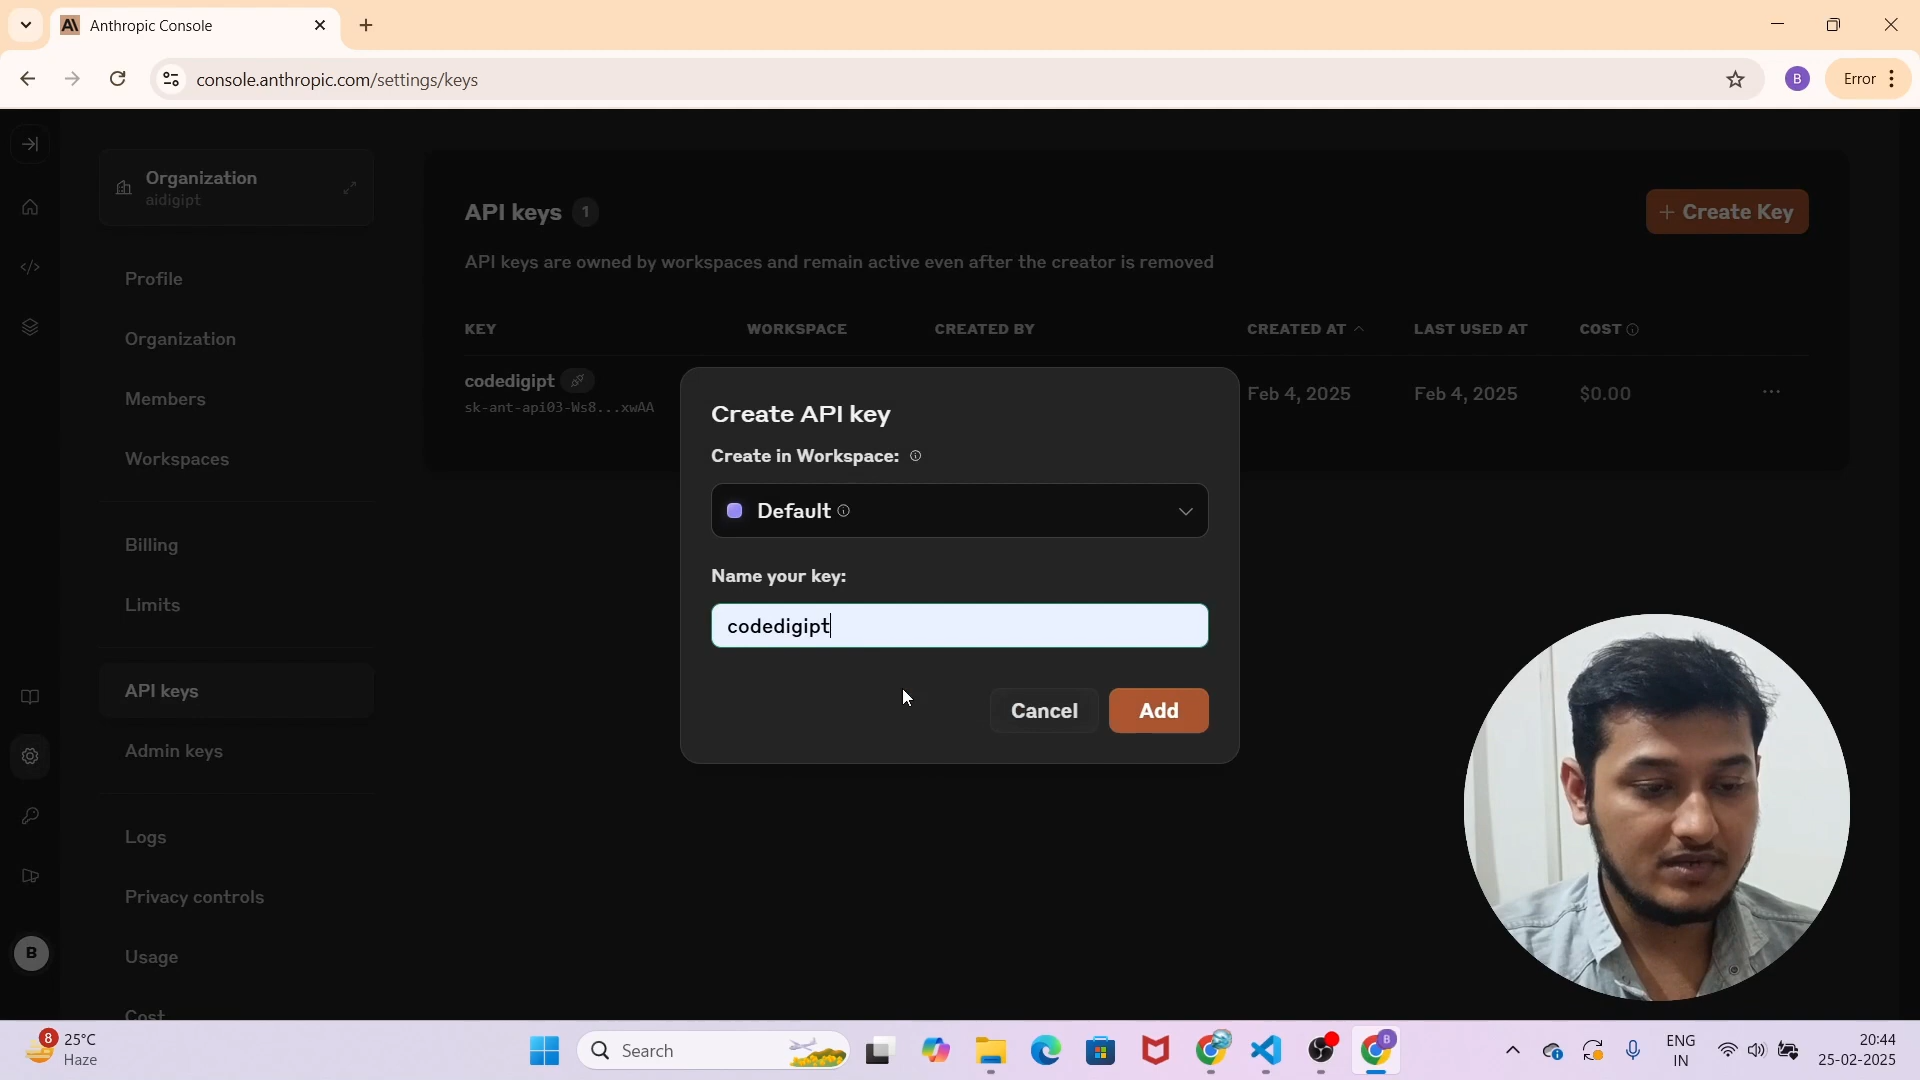 Anthropic Console
console.anthropic.com/settings/keys
B
Error
Organization
aidigipt
Profile
Organization
Members
Workspaces
Billing
Limits
API keys
Admin keys
Logs
Privacy controls
Usage
Cost
B
API keys 1
+ Create Key
API keys are owned by workspaces and remain active even after the creator is removed
KEY WORKSPACE CREATED BY CREATED AT LAST USED AT COST
codedigipt
sk-ant-api03-Ws8...xwAA
Feb 4, 2025 Feb 4, 2025 $0.00
Create API key
Create in Workspace:
Default
Name your key:
codedigipt
Cancel Add
8
25°C
Haze
Search
B
ENG
IN
20:44
25-02-2025